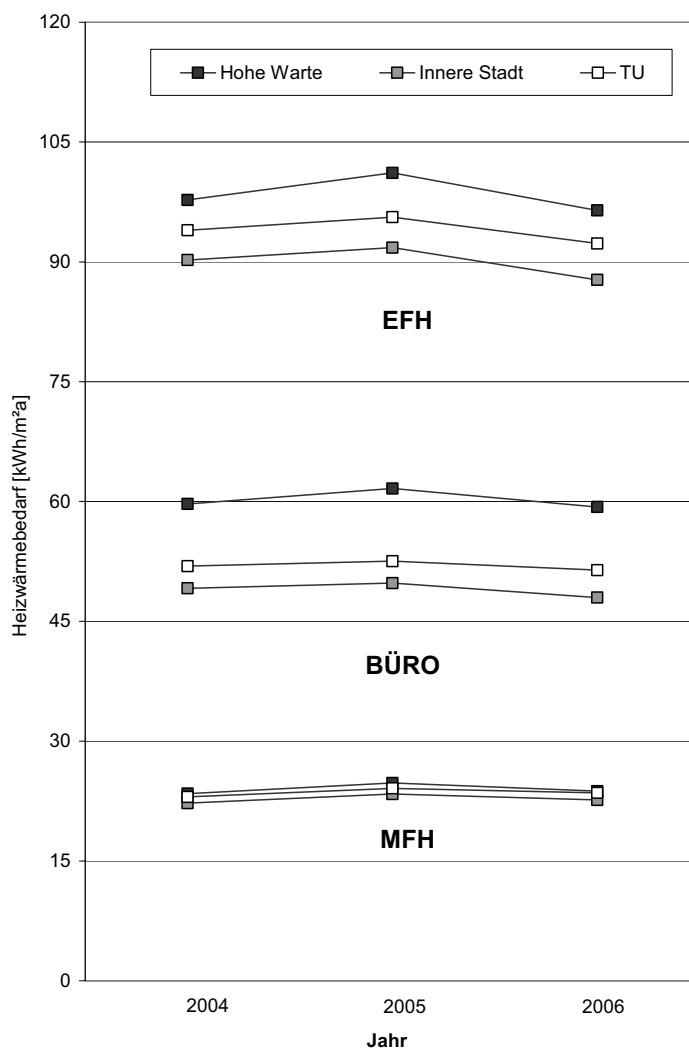 120
Hohe Warte Innere Stadt TU
105
90
EFH
75
60
45
BÜRO
30
MFH
15
0
Heizwärmebedarf [kWh/m²a]
2004 2005 2006
Jahr